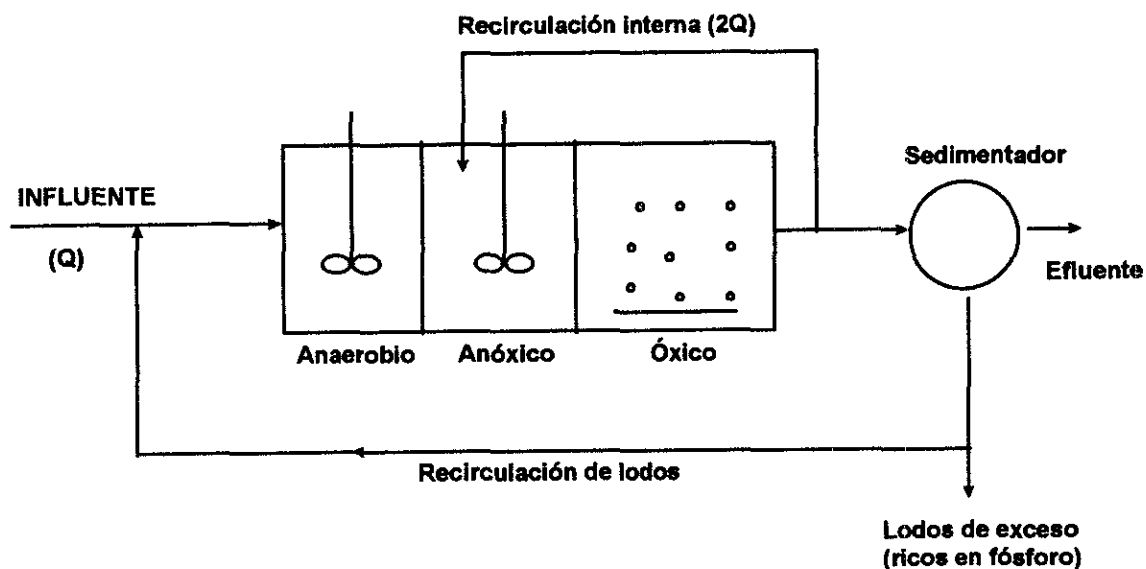 Recirculación interna (2Q)
Sedimentador
INFLUENTE
(Q)
Efluente
Anaerobio
Anóxico
Óxico
Recirculación de lodos
Lodos de exceso
(ricos en fósforo)